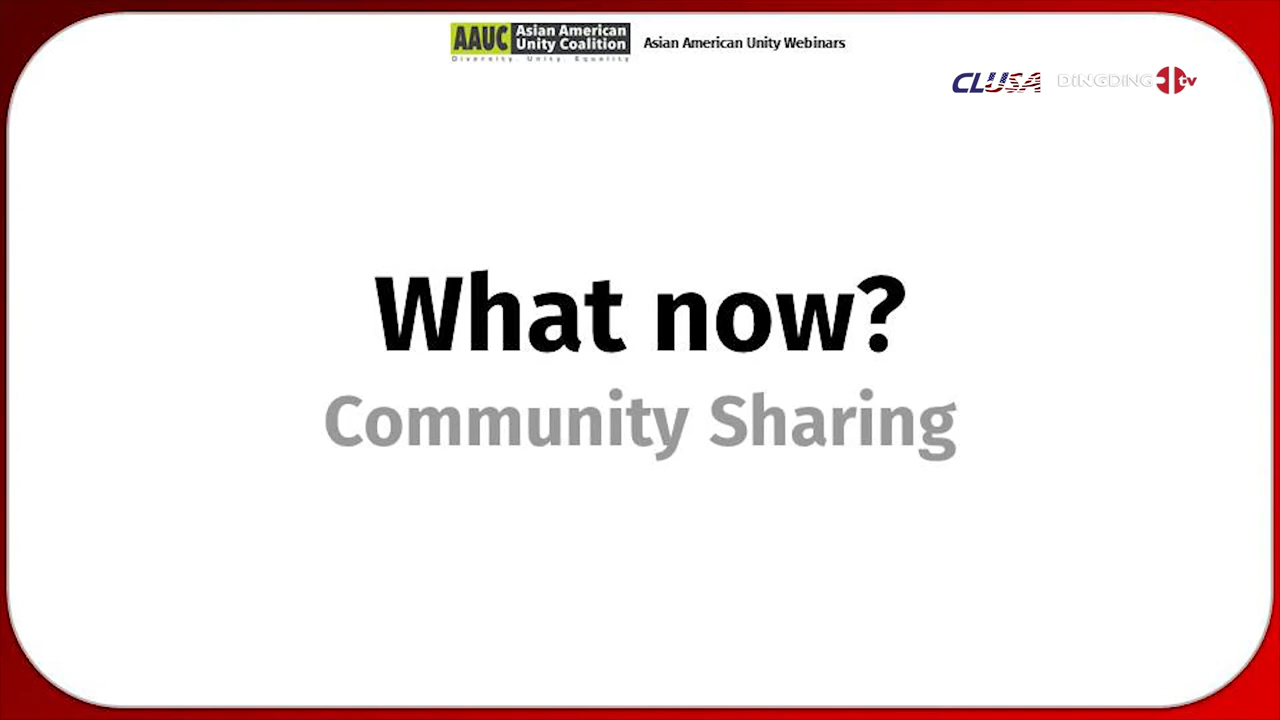 AAUC Asian American
Unity Coalition
Diversity. Unity. Equality
Asian American Unity Webinars
CLUSA DINGDING tv
What now?
Community Sharing